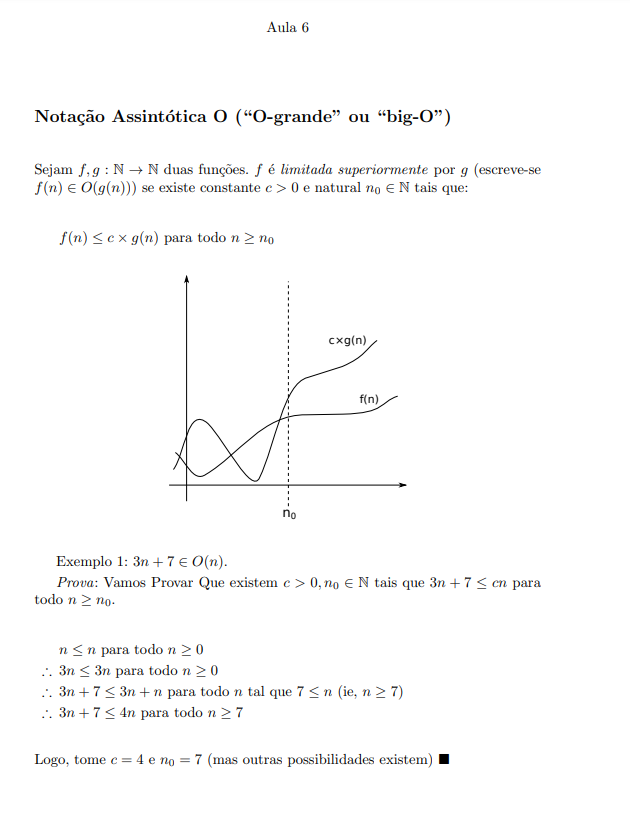 Aula 6
Notação Assintótica O (“O-grande” ou “big-O”)
Sejam f, g : ℕ → ℕ duas funções. f é limitada superiormente por g (escreve-se
f(n) ∈ O(g(n))) se existe constante c > 0 e natural n₀ ∈ ℕ tais que:
f(n) ≤ c × g(n) para todo n ≥ n₀
c×g(n)
f(n)
n₀
Exemplo 1: 3n + 7 ∈ O(n).
Prova: Vamos Provar Que existem c > 0, n₀ ∈ ℕ tais que 3n + 7 ≤ cn para
todo n ≥ n₀.
n ≤ n para todo n ≥ 0
∴ 3n ≤ 3n para todo n ≥ 0
∴ 3n + 7 ≤ 3n + n para todo n tal que 7 ≤ n (ie, n ≥ 7)
∴ 3n + 7 ≤ 4n para todo n ≥ 7
Logo, tome c = 4 e n₀ = 7 (mas outras possibilidades existem) ■